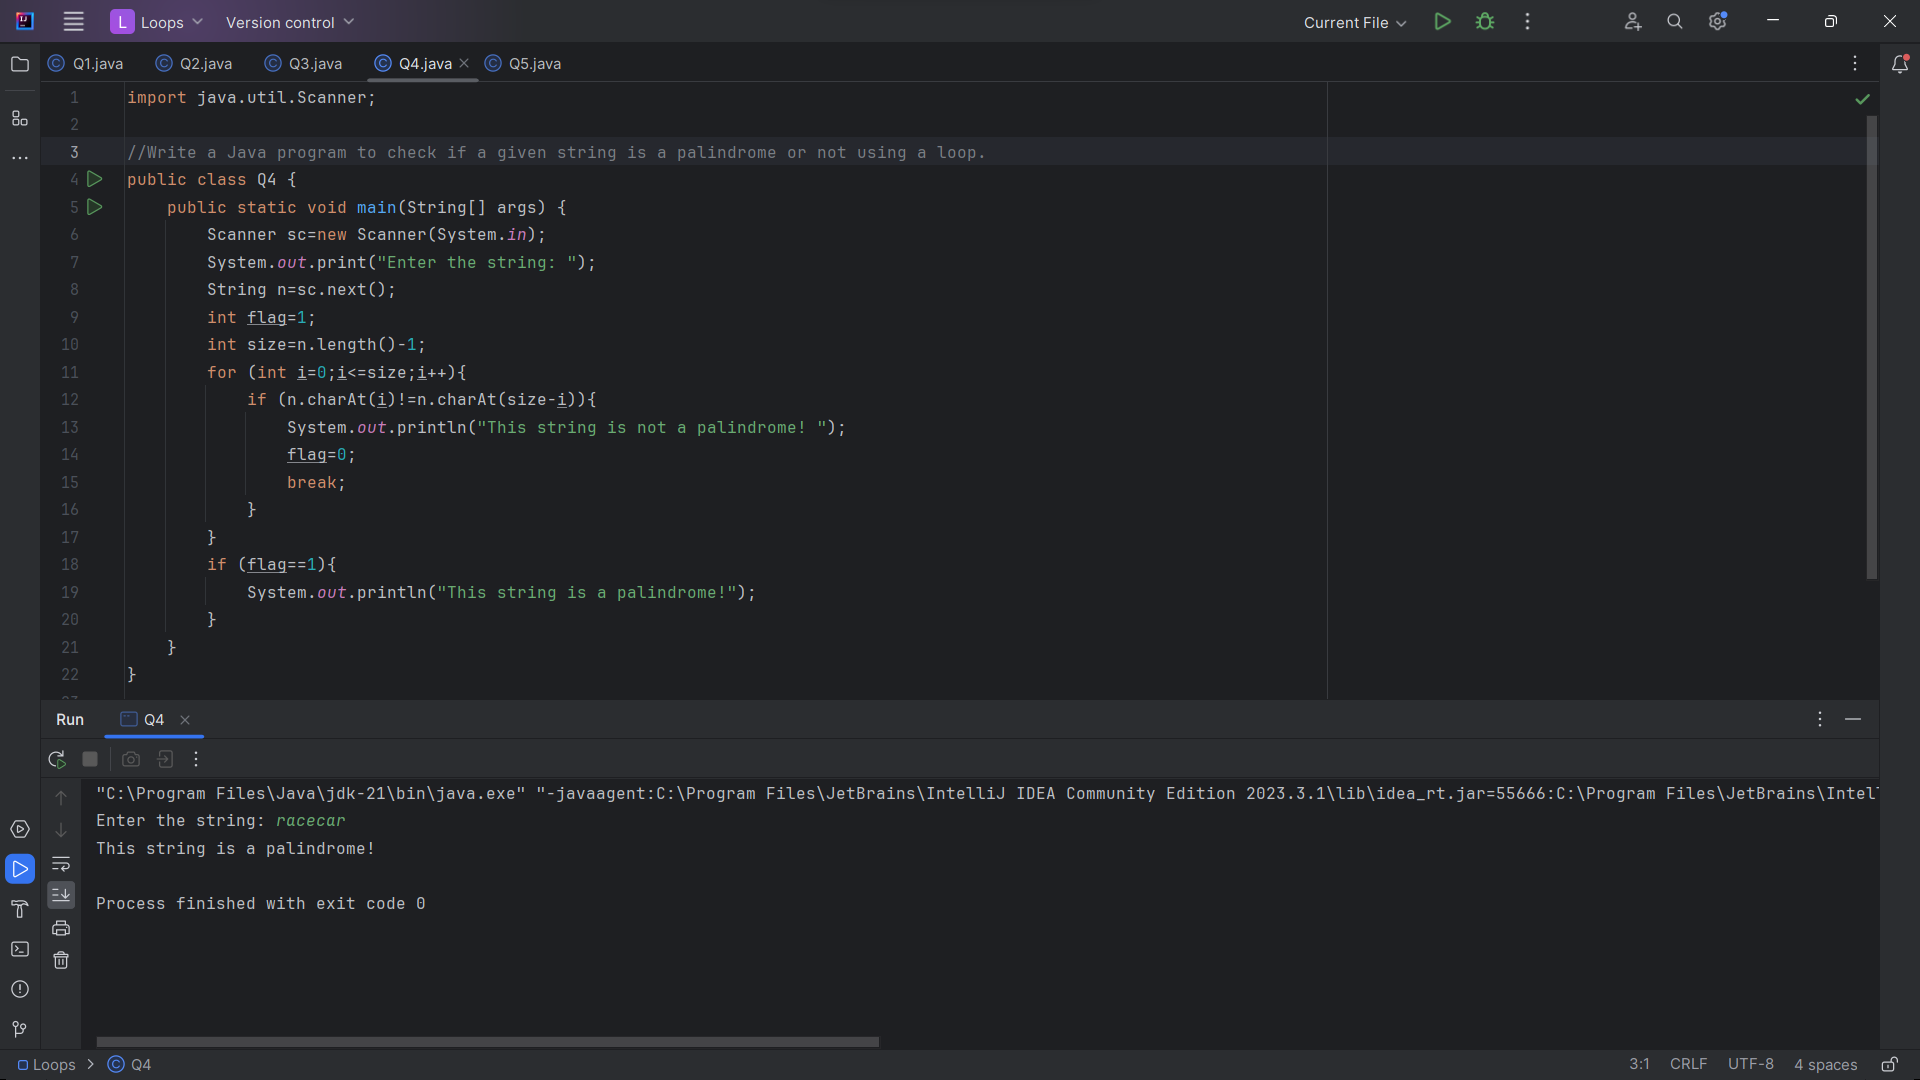 L Loops Version control Current File
Q1.java Q2.java Q3.java Q4.java Q5.java
1 import java.util.Scanner;
2
3 //Write a Java program to check if a given string is a palindrome or not using a loop.
4 public class Q4 {
5 public static void main(String[] args) {
6 Scanner sc=new Scanner(System.in);
7 System.out.print("Enter the string: ");
8 String n=sc.next();
9 int flag=1;
10 int size=n.length()-1;
11 for (int i=0;i<=size;i++){
12 if (n.charAt(i)!=n.charAt(size-i)){
13 System.out.println("This string is not a palindrome! ");
14 flag=0;
15 break;
16 }
17 }
18 if (flag==1){
19 System.out.println("This string is a palindrome!");
20 }
21 }
22 }
Run Q4
"C:\Program Files\Java\jdk-21\bin\java.exe" "-javaagent:C:\Program Files\JetBrains\IntelliJ IDEA Community Edition 2023.3.1\lib\idea_rt.jar=55666:C:\Program Files\JetBrains\Intel
Enter the string: racecar
This string is a palindrome!
Process finished with exit code 0
Loops > Q4 3:1 CRLF UTF-8 4 spaces